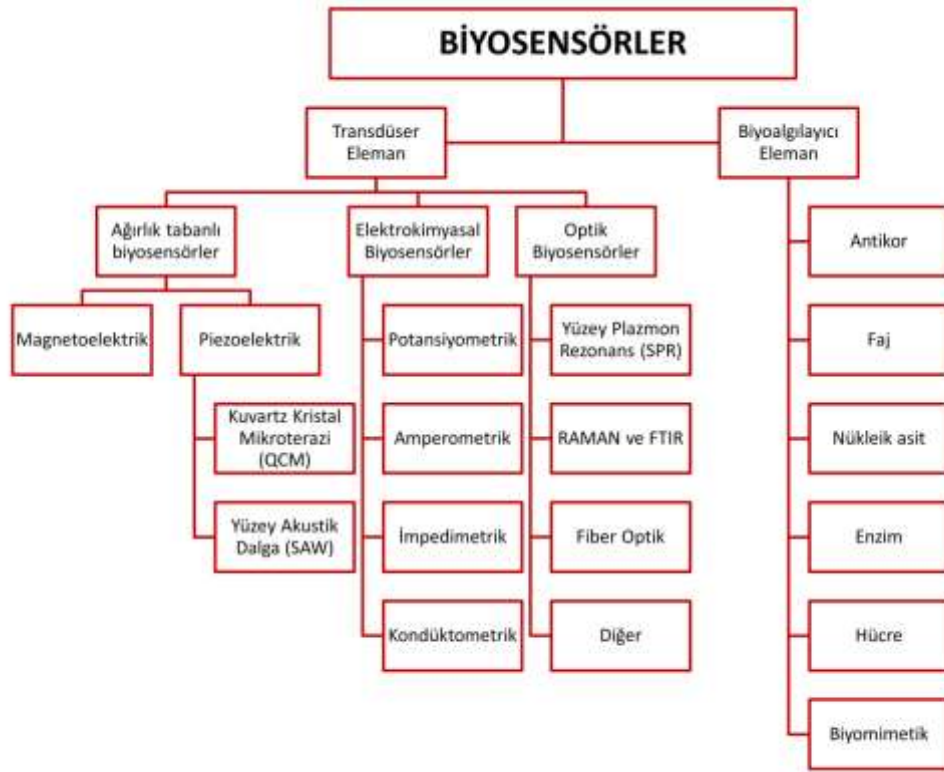 BİYOSENSÖRLER
Transdüser
Eleman
Biyoalgılayıcı
Eleman
Ağırlık tabanlı
biyosensörler
Elektrokimyasal
Biyosensörler
Optik
Biyosensörler
Magnetoelektrik
Piezoelektrik
Kuvartz Kristal
Mikroterazi
(QCM)
Yüzey Akustik
Dalga (SAW)
Potansiyometrik
Amperometrik
İmpedimetrik
Kondüktometrik
Yüzey Plazmon
Rezonans (SPR)
RAMAN ve FTIR
Fiber Optik
Diğer
Antikor
Faj
Nükleik asit
Enzim
Hücre
Biyomimetik